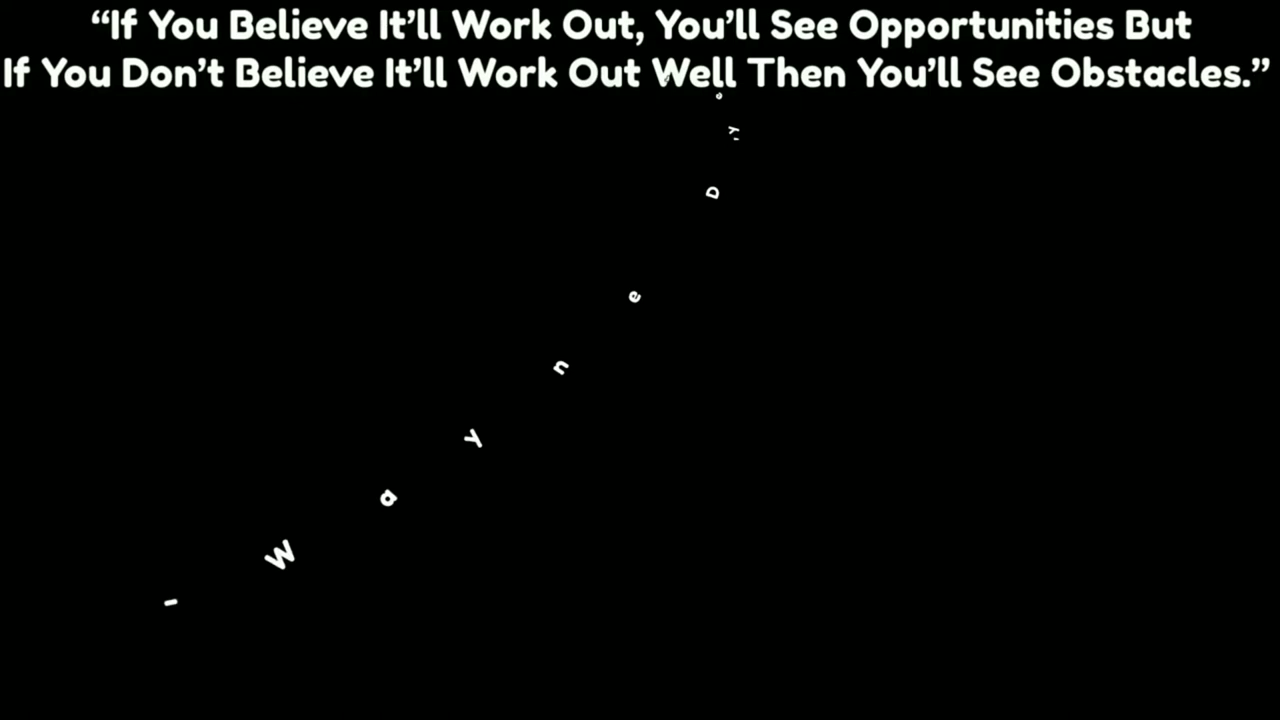 “If You Believe It’ll Work Out, You’ll See Opportunities But
If You Don’t Believe It’ll Work Out Well Then You’ll See Obstacles.”
- Wayne Dy